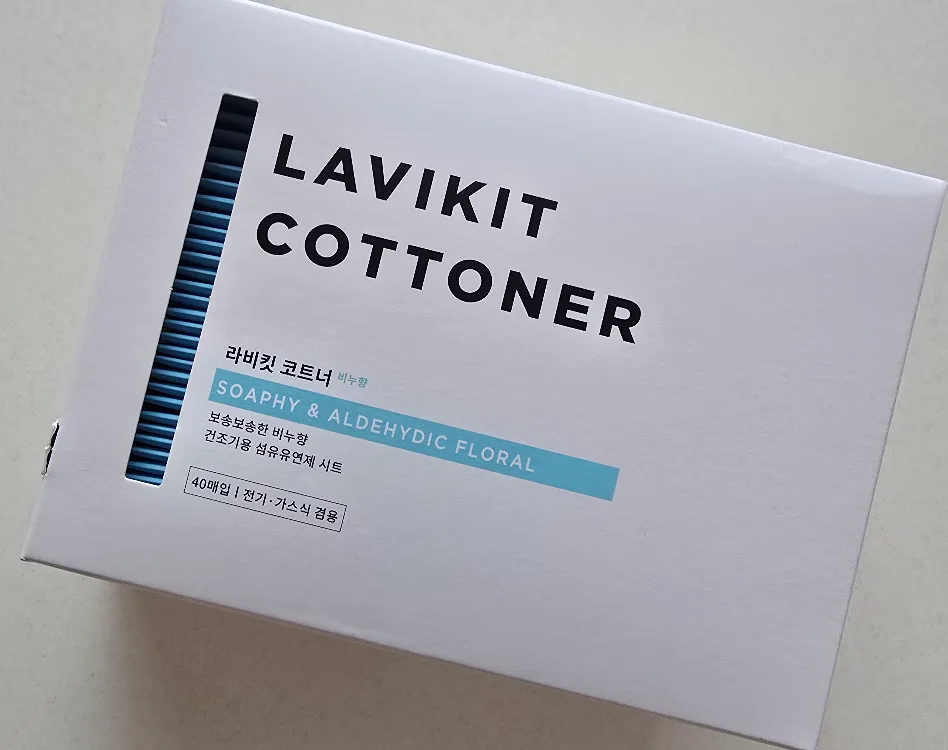 LAVIKIT
COTTONER
라비킷 코트너 비누향
SOAPHY & ALDEHYDIC FLORAL
보송보송한 비누향
건조기용 섬유유연제 시트
40매입 | 전기·가스식 겸용